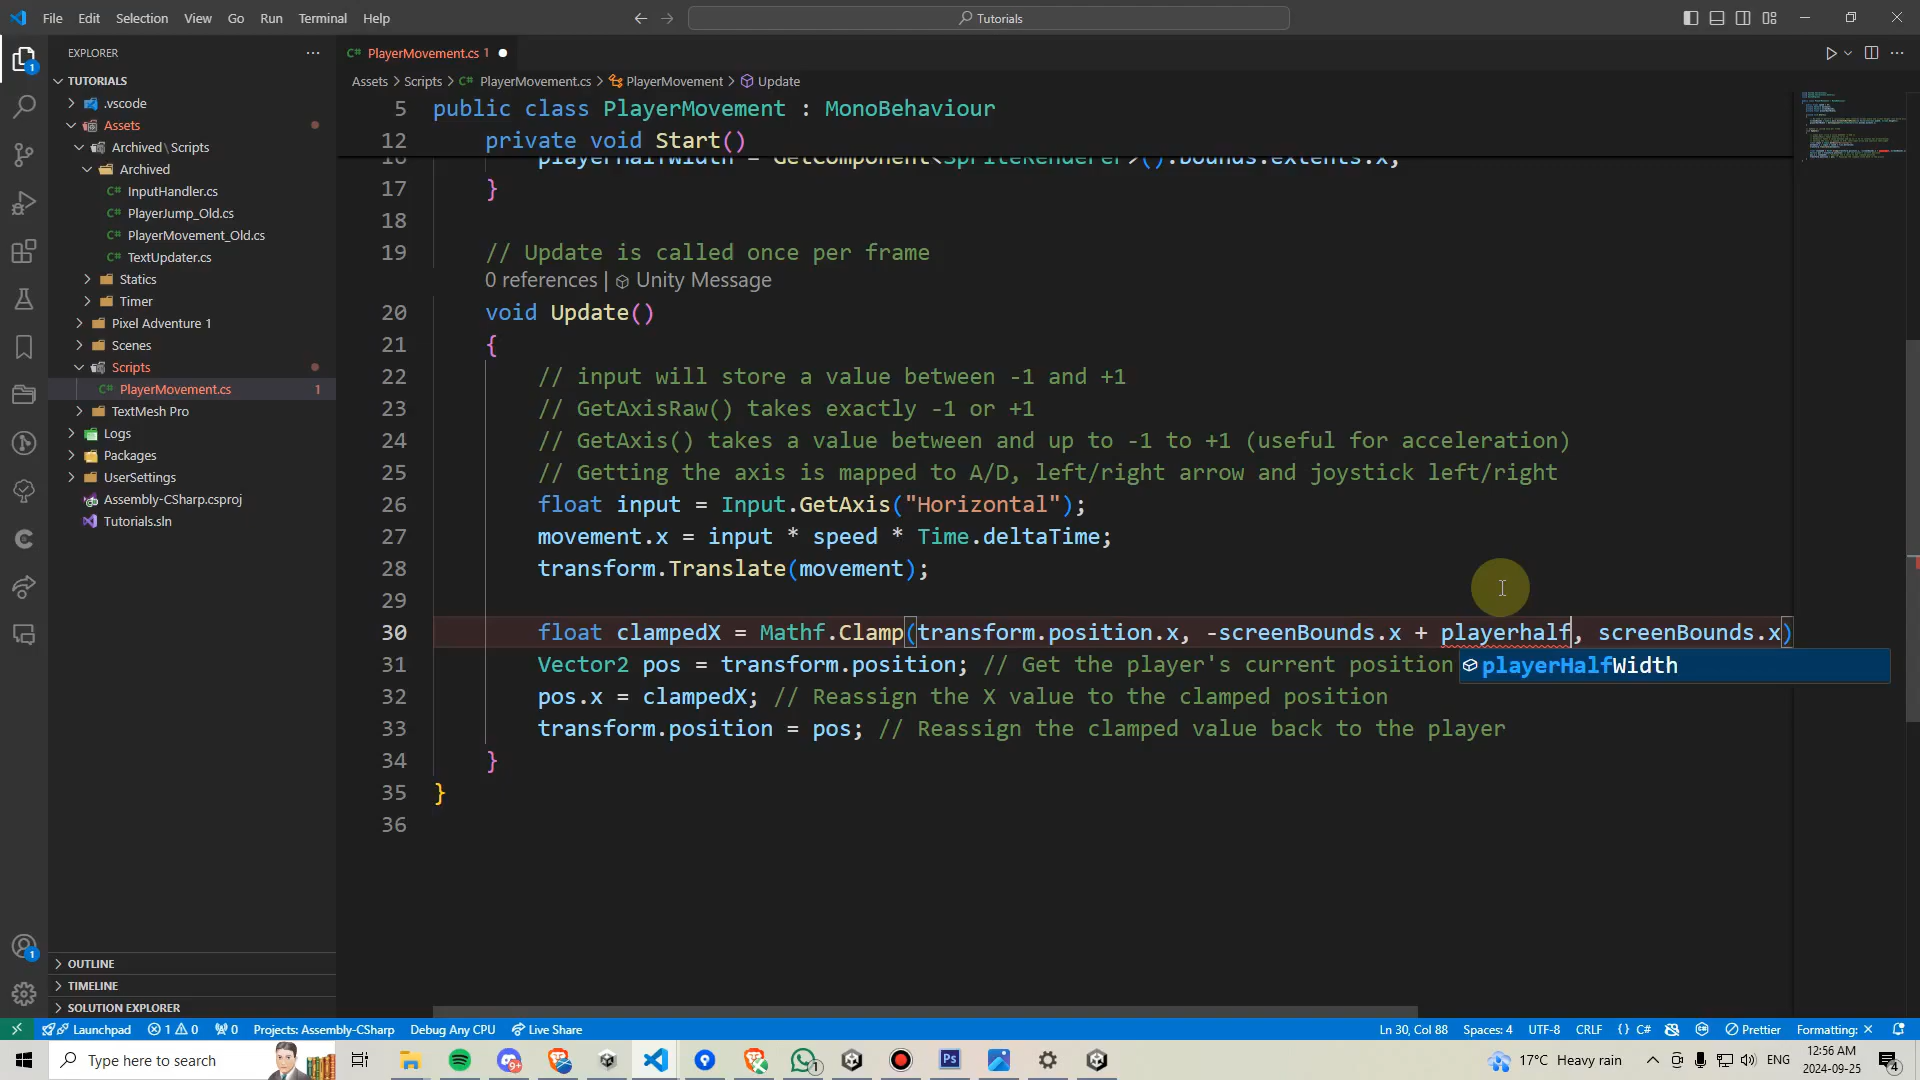 File Edit Selection View Go Run Terminal Help
Tutorials
EXPLORER
PlayerMovement.cs 1
TUTORIALS
Assets > Scripts > PlayerMovement.cs > PlayerMovement > Update
.vscode
Assets
Archived\Scripts
Archived
InputHandler.cs
PlayerJump_Old.cs
PlayerMovement_Old.cs
TextUpdater.cs
Statics
Timer
Pixel Adventure 1
Scenes
Scripts
PlayerMovement.cs 1
TextMesh Pro
Logs
Packages
UserSettings
Assembly-CSharp.csproj
Tutorials.sln
OUTLINE
TIMELINE
SOLUTION EXPLORER
5 public class PlayerMovement : MonoBehaviour
12 private void Start()
16 playerHalfWidth = GetComponent<SpriteRenderer>().bounds.extents.x;
17 }
18
19 // Update is called once per frame
0 references | Unity Message
20 void Update()
21 {
22 // input will store a value between -1 and +1
23 // GetAxisRaw() takes exactly -1 or +1
24 // GetAxis() takes a value between and up to -1 to +1 (useful for acceleration)
25 // Getting the axis is mapped to A/D, left/right arrow and joystick left/right
26 float input = Input.GetAxis("Horizontal");
27 movement.x = input * speed * Time.deltaTime;
28 transform.Translate(movement);
29
30 float clampedX = Mathf.Clamp(transform.position.x, -screenBounds.x + playerhalf, screenBounds.x)
31 Vector2 pos = transform.position; // Get the player's current position
playerHalfWidth
32 pos.x = clampedX; // Reassign the X value to the clamped position
33 transform.position = pos; // Reassign the clamped value back to the player
34 }
35 }
36
Launchpad 1 0 0 Projects: Assembly-CSharp Debug Any CPU Live Share Ln 30, Col 88 Spaces: 4 UTF-8 CRLF {} C# Prettier Formatting: ×
Type here to search 17°C Heavy rain ENG 12:56 AM
2024-09-25 4